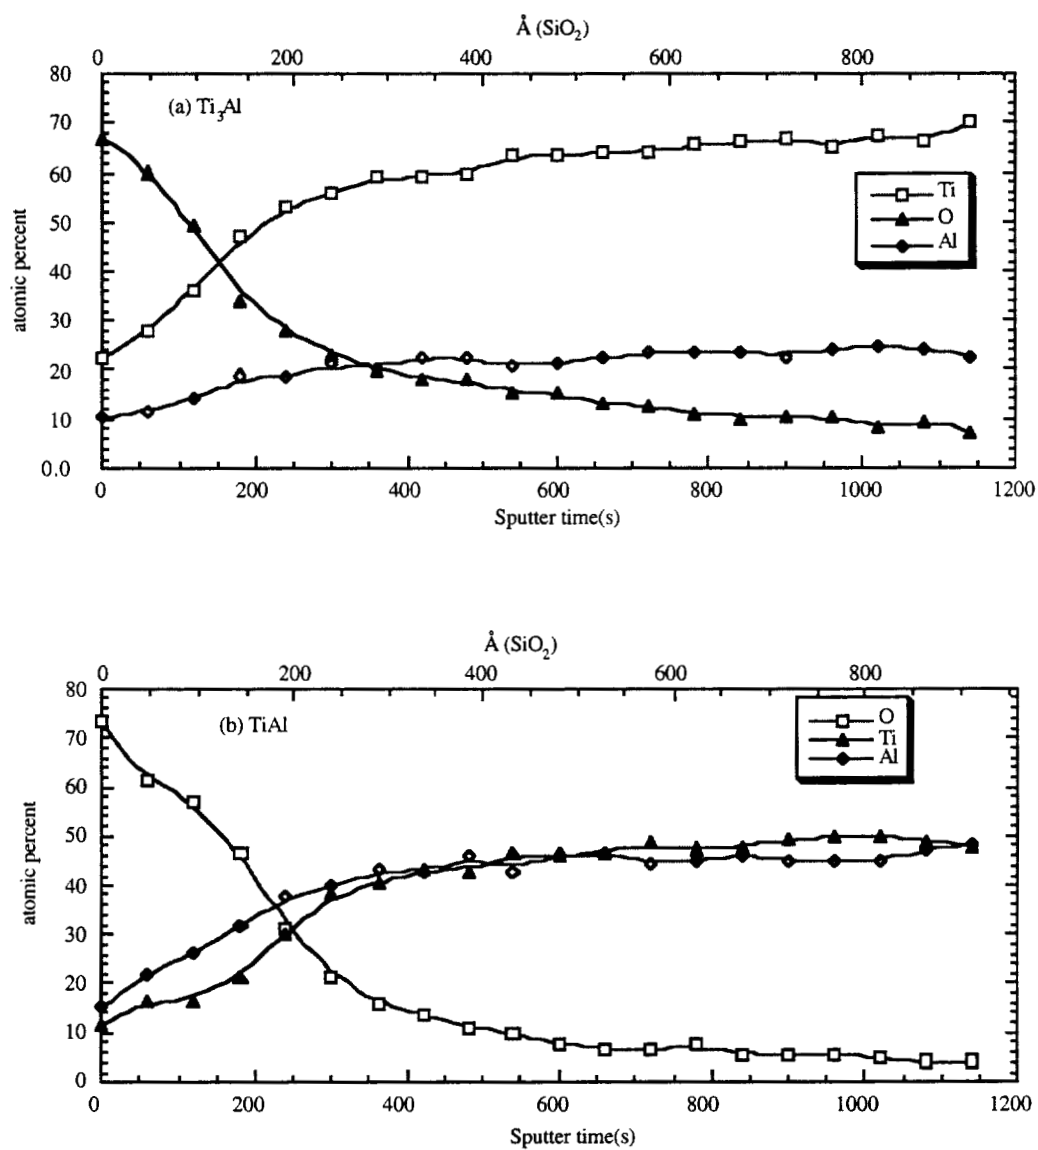 Å (SiO2)
0 200 400 600 800
80
(a) Ti3Al
70
60
50
40
30
20
10
0.0
atomic percent
Ti
O
Al
0 200 400 600 800 1000 1200
Sputter time(s)
Å (SiO2)
0 200 400 600 800
80
(b) TiAl
70
60
50
40
30
20
10
0
atomic percent
O
Ti
Al
0 200 400 600 800 1000 1200
Sputter time(s)